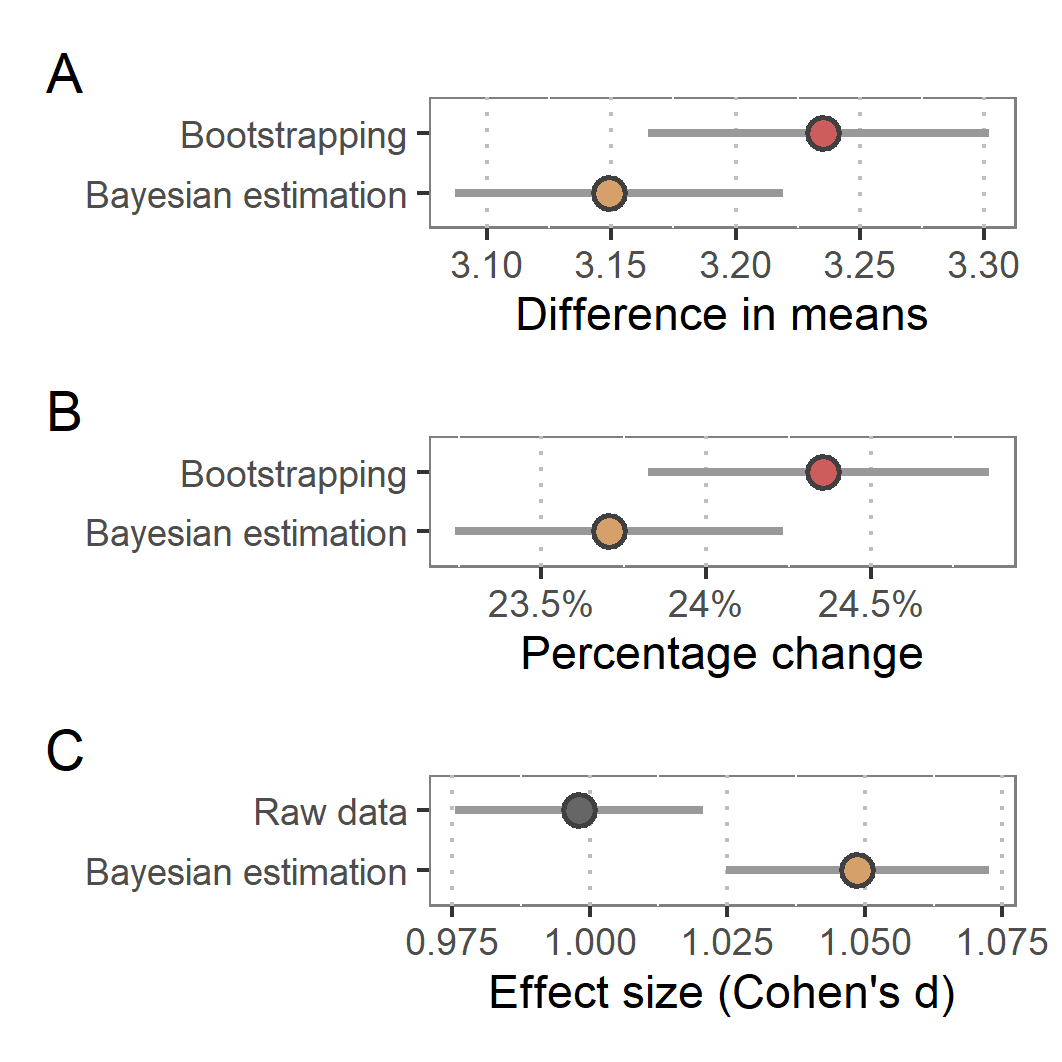 A
Bootstrapping
Bayesian estimation
3.10 3.15 3.20 3.25 3.30
Difference in means
B
Bootstrapping
Bayesian estimation
23.5% 24% 24.5%
Percentage change
C
Raw data
Bayesian estimation
0.975 1.000 1.025 1.050 1.075
Effect size (Cohen's d)